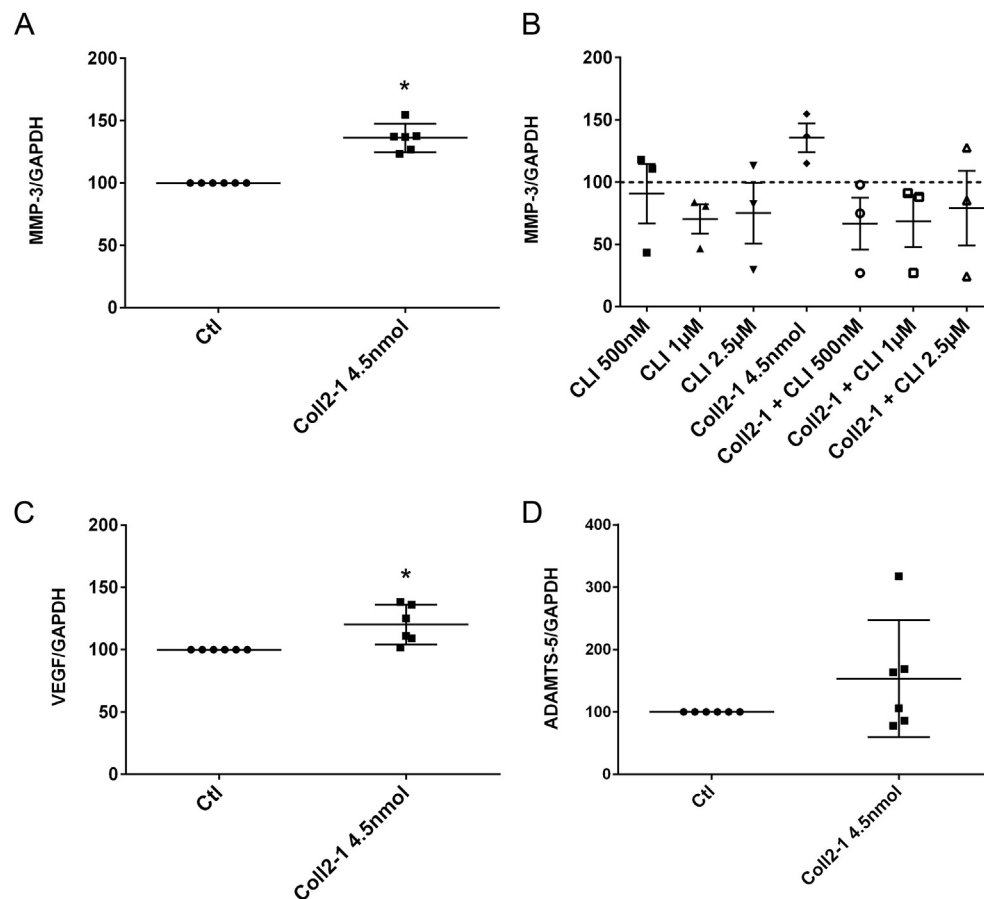 A
MMP-3/GAPDH
200
150
100
50
0
*
Ctl
Coll2-1 4.5nmol
B
MMP-3/GAPDH
200
150
100
50
0
CLI 500nM
CLI 1µM
CLI 2.5µM
Coll2-1 4.5nmol
Coll2-1 + CLI 500nM
Coll2-1 + CLI 1µM
Coll2-1 + CLI 2.5µM
C
VEGF/GAPDH
200
150
100
50
0
*
Ctl
Coll2-1 4.5nmol
D
ADAMTS-5/GAPDH
400
300
200
100
0
Ctl
Coll2-1 4.5nmol